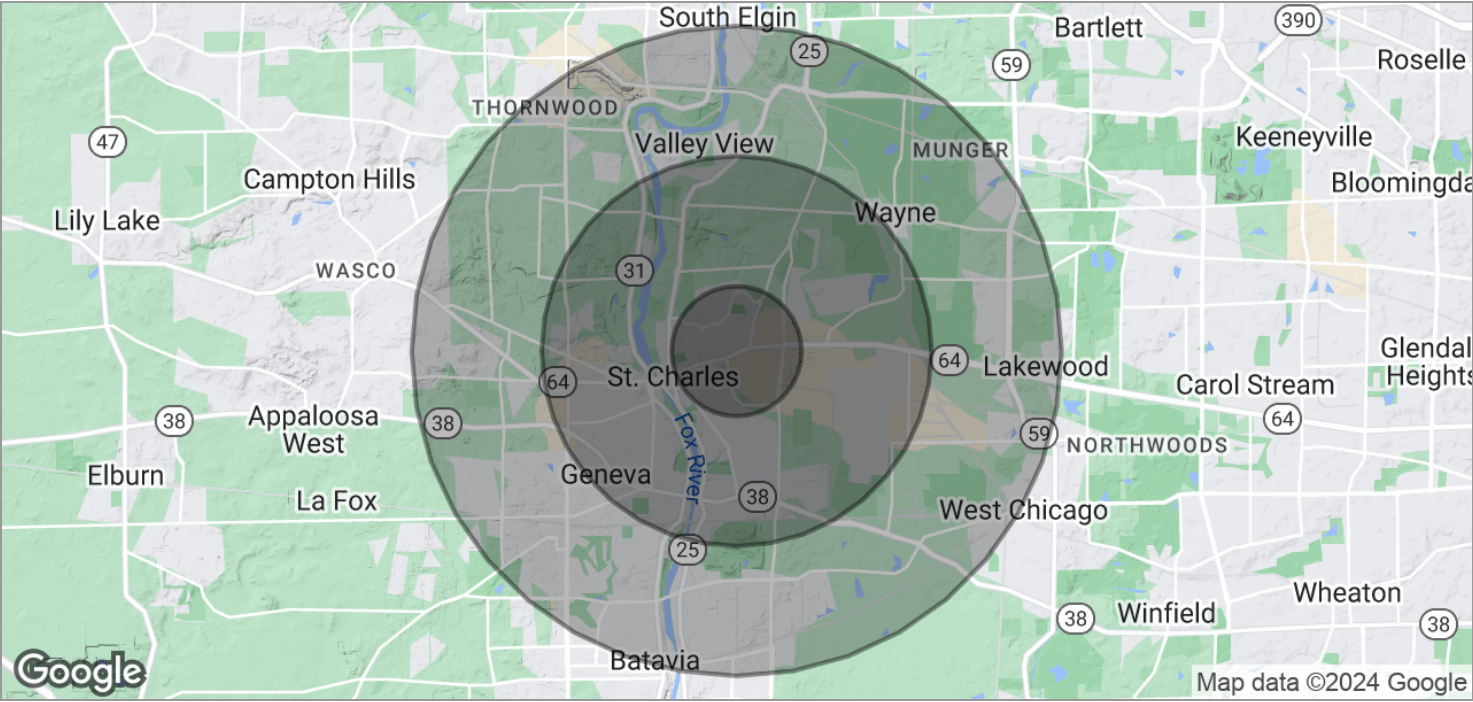 South Elgin
Bartlett
390
25
59
Roselle
THORNWOOD
47
Valley View
MUNGER
Keeneyville
Campton Hills
Bloomingda
Lily Lake
Wayne
WASCO
31
64
Lakewood
Glendal
Heights
64
St. Charles
Carol Stream
38
Appaloosa
West
38
64
Fox River
59
NORTHWOODS
Elburn
Geneva
La Fox
38
West Chicago
25
Wheaton
38
Winfield
38
Batavia
Google
Map data ©2024 Google